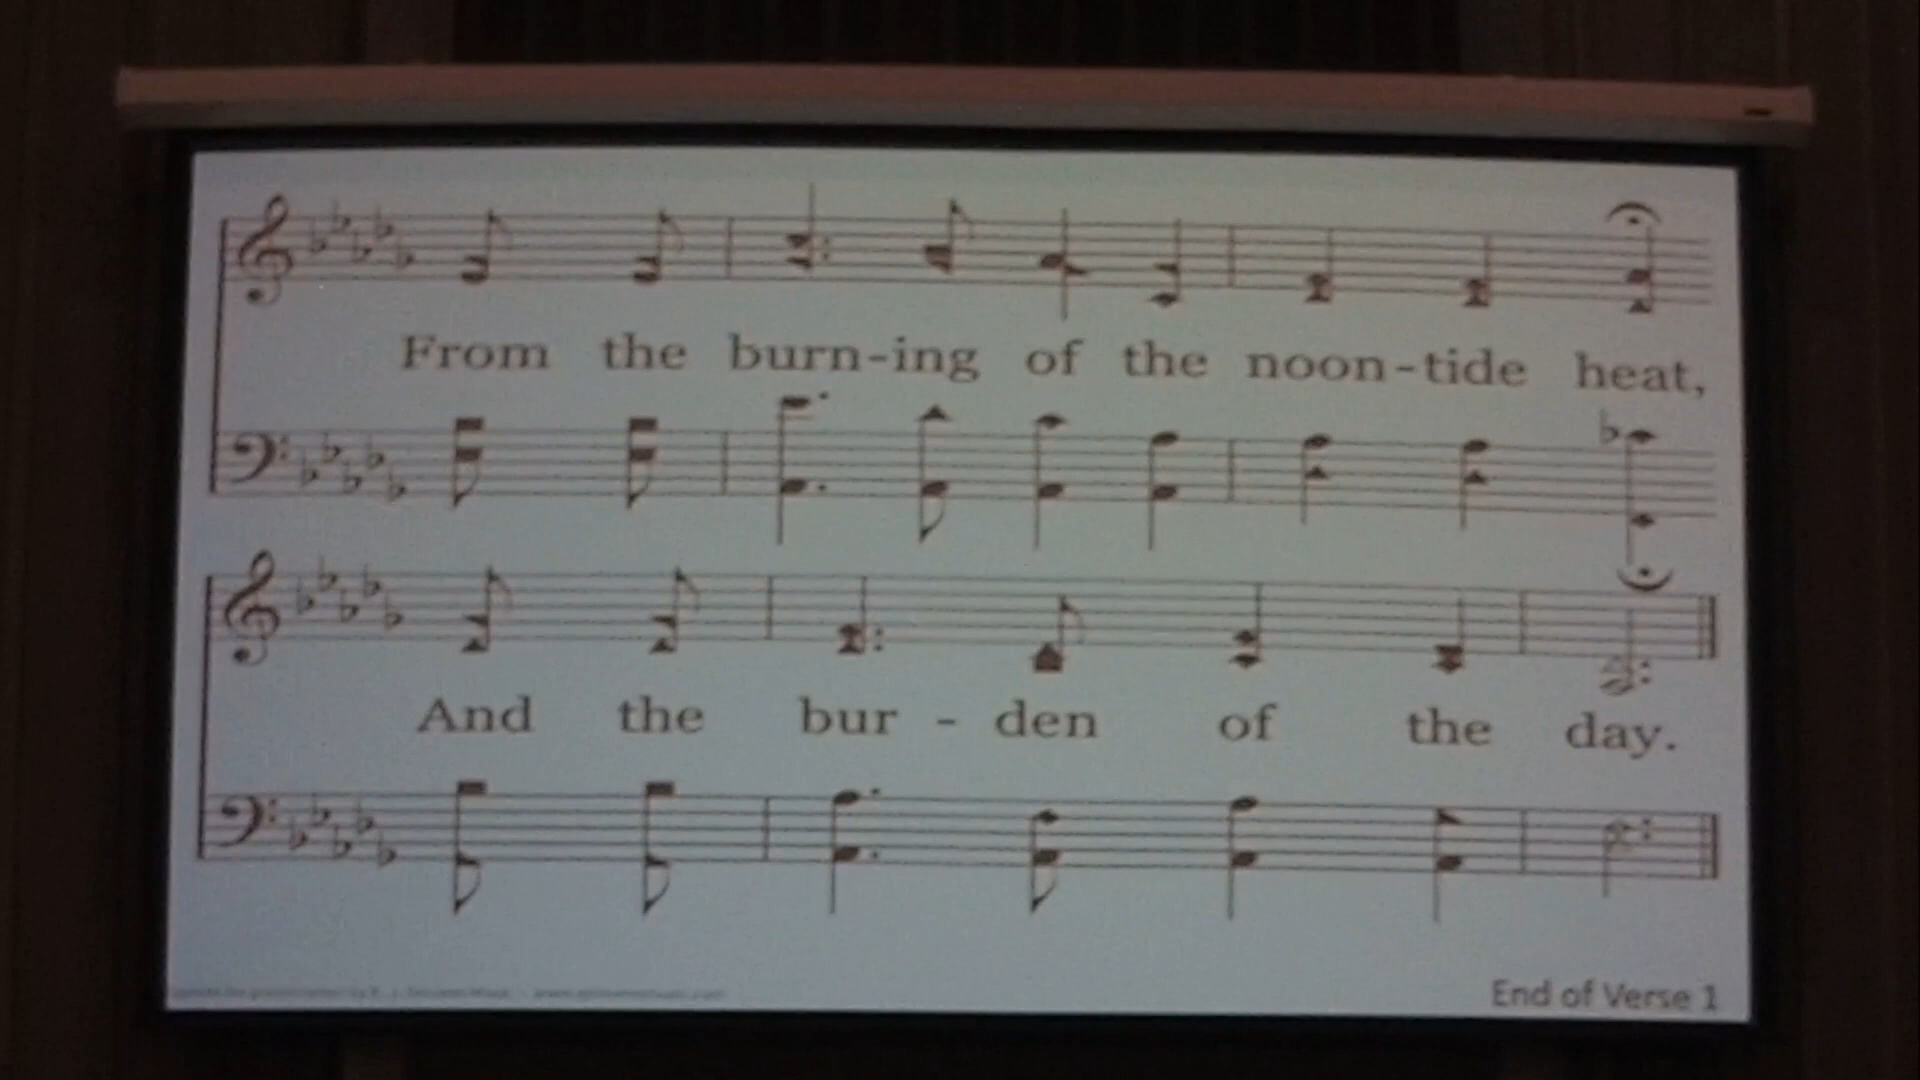 From the burn-ing of the noon-tide heat,
And the bur - den of the day.
End of Verse 1